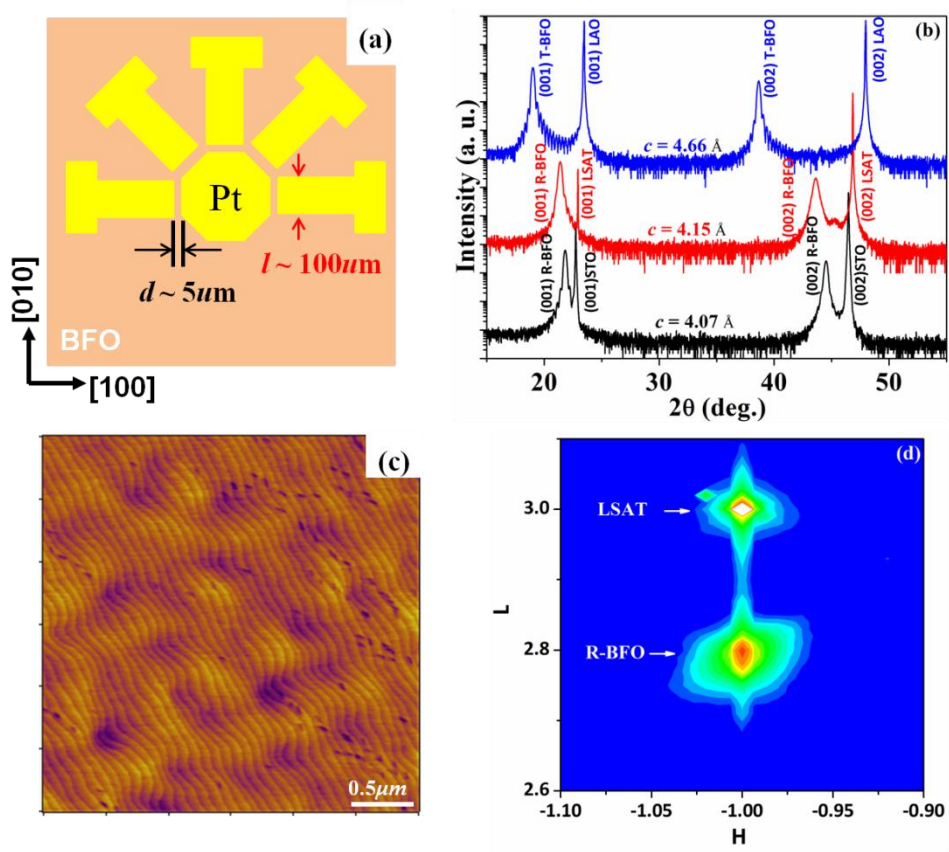 (a)
Pt
l ~ 100um
d ~ 5um
BFO
[010]
[100]
(b)
Intensity (a. u.)
(001) T-BFO
(001) LAO
(002) T-BFO
(002) LAO
c = 4.66 Å
(001) R-BFO
(001) LSAT
(002) R-BFO
(002) LSAT
c = 4.15 Å
(001) R-BFO
(001)STO
(002) R-BFO
(002)STO
c = 4.07 Å
20
30
40
50
2θ (deg.)
(c)
0.5μm
(d)
L
3.0
2.8
2.6
LSAT
R-BFO
-1.10
-1.05
-1.00
-0.95
-0.90
H